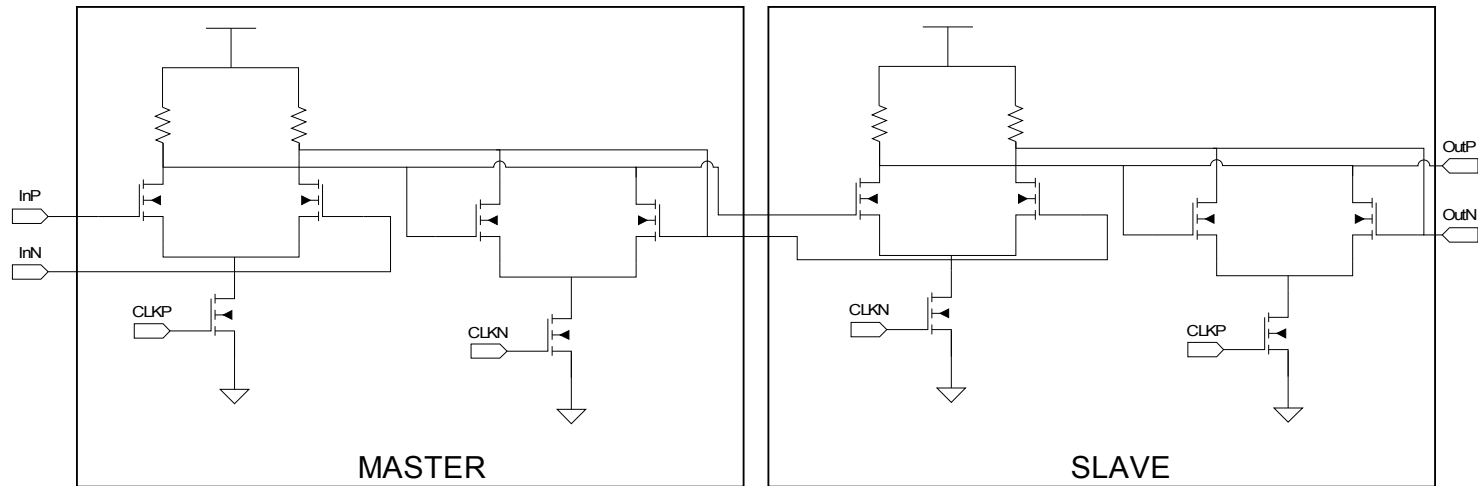 OutP
InP
InN
OutN
CLKP
CLKN
CLKN
CLKP
MASTER
SLAVE